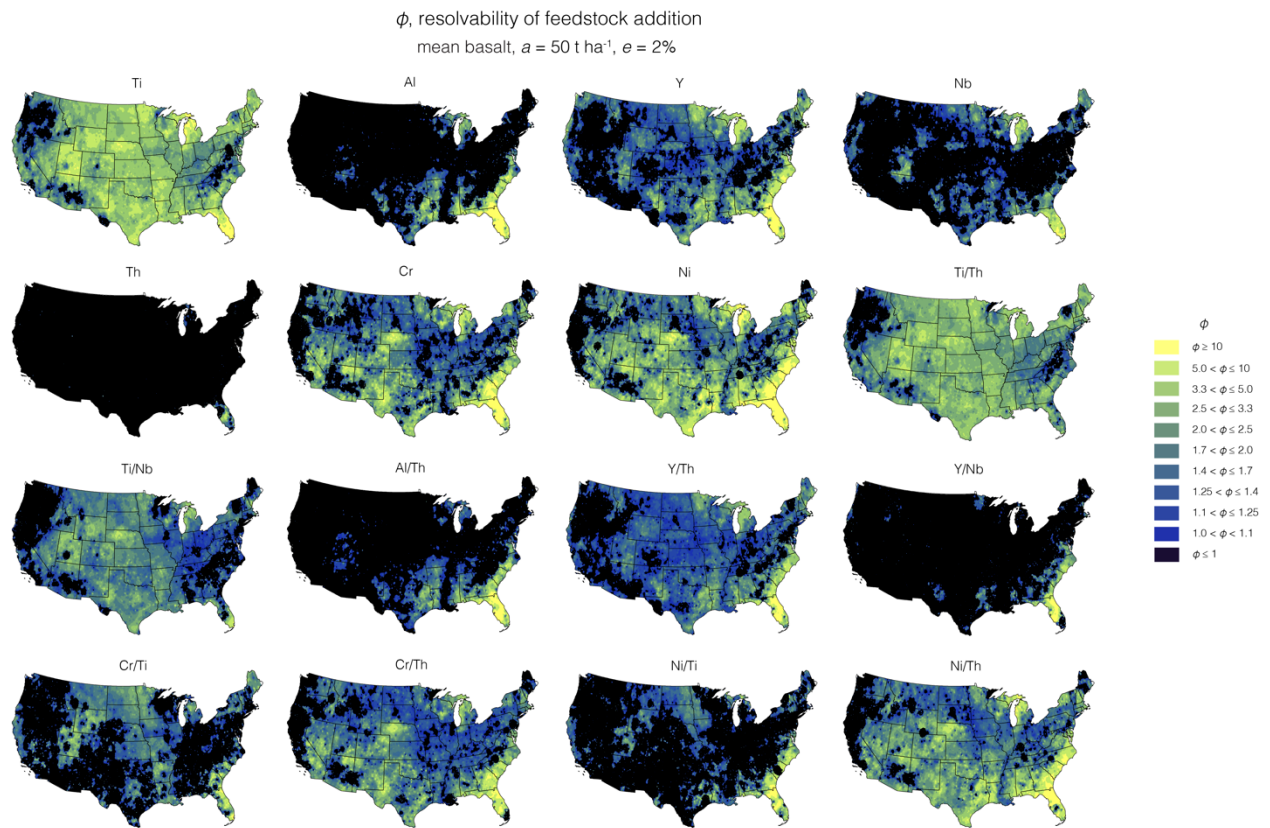 ϕ, resolvability of feedstock addition
mean basalt, a = 50 t ha⁻¹, e = 2%
Ti Al Y Nb
Th Cr Ni Ti/Th
Ti/Nb Al/Th Y/Th Y/Nb
Cr/Ti Cr/Th Ni/Ti Ni/Th
ϕ
ϕ ≥ 10
5.0 < ϕ ≤ 10
3.3 < ϕ ≤ 5.0
2.5 < ϕ ≤ 3.3
2.0 < ϕ ≤ 2.5
1.7 < ϕ ≤ 2.0
1.4 < ϕ ≤ 1.7
1.25 < ϕ ≤ 1.4
1.1 < ϕ ≤ 1.25
1.0 < ϕ < 1.1
ϕ ≤ 1